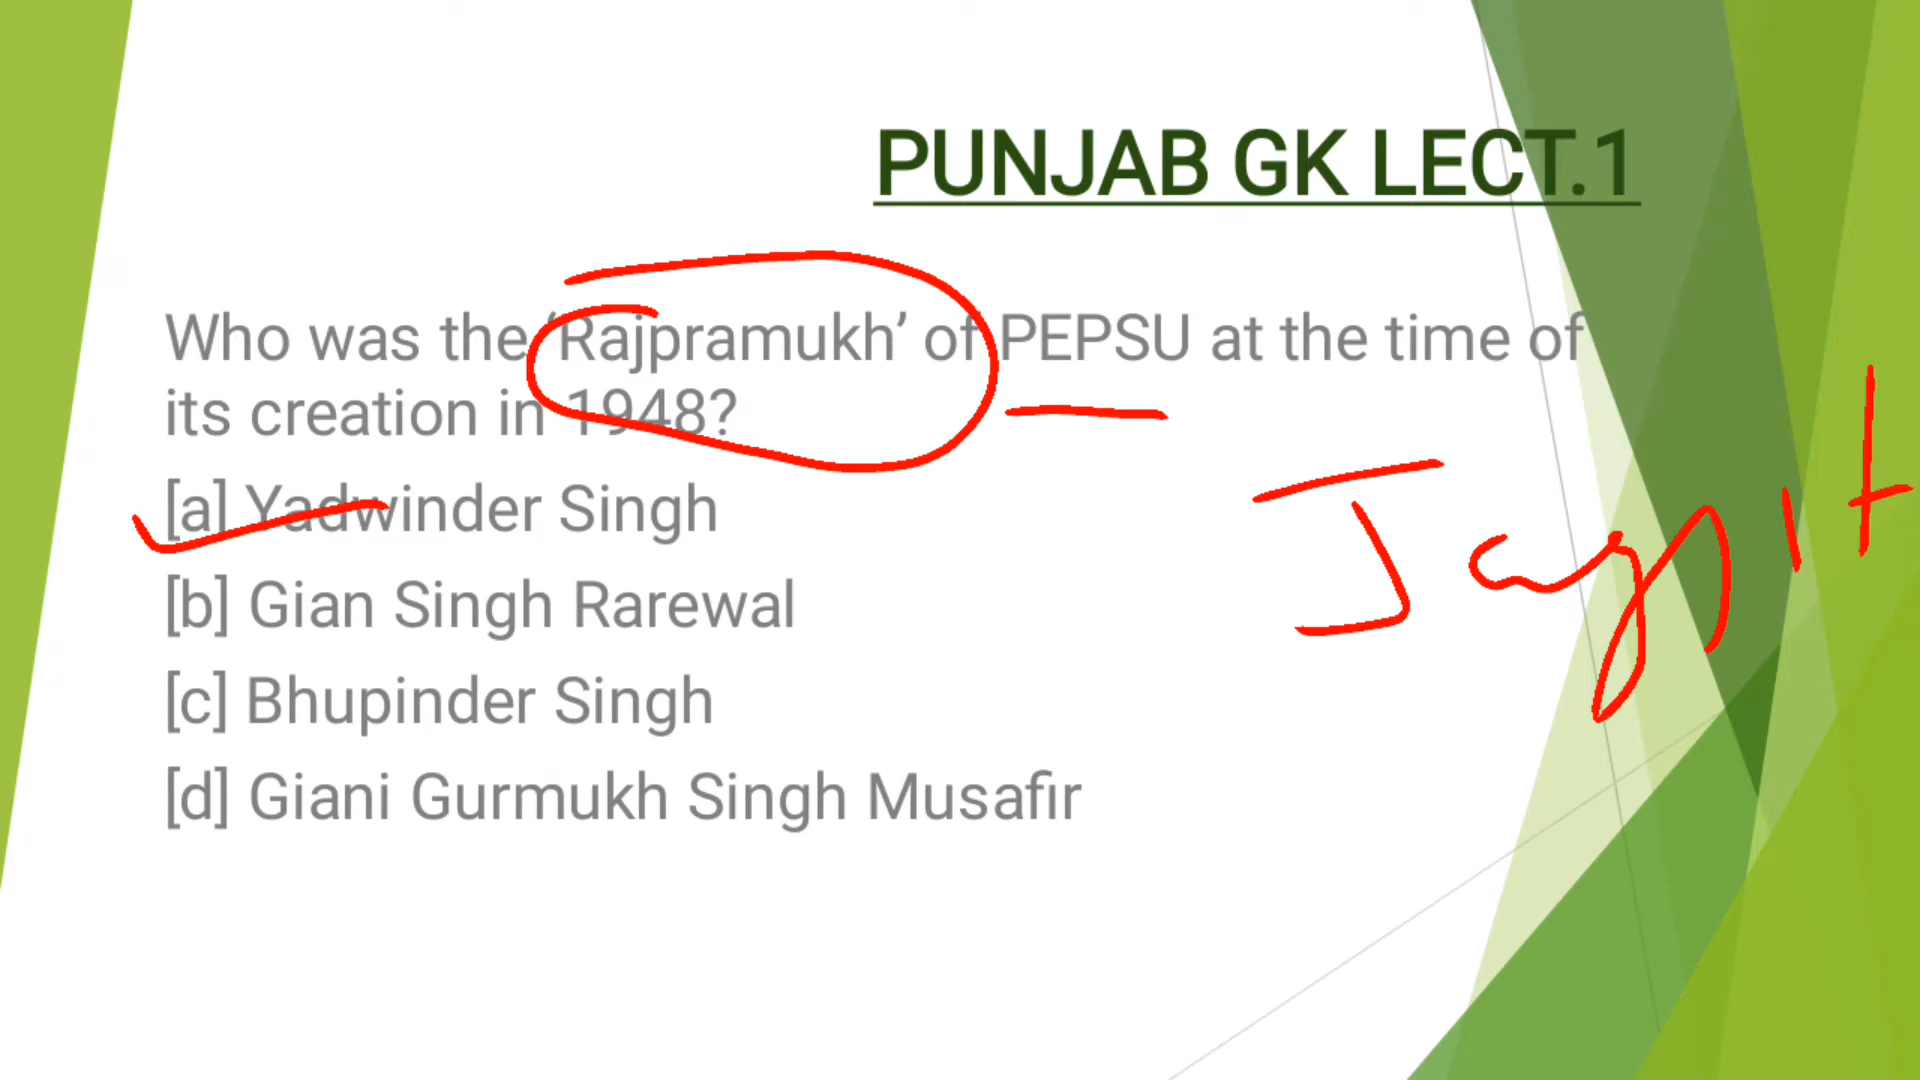 PUNJAB GK LECT.1
Who was the ‘Rajpramukh’ of PEPSU at the time of
its creation in 1948?
[a] Yadwinder Singh
[b] Gian Singh Rarewal
[c] Bhupinder Singh
[d] Giani Gurmukh Singh Musafir